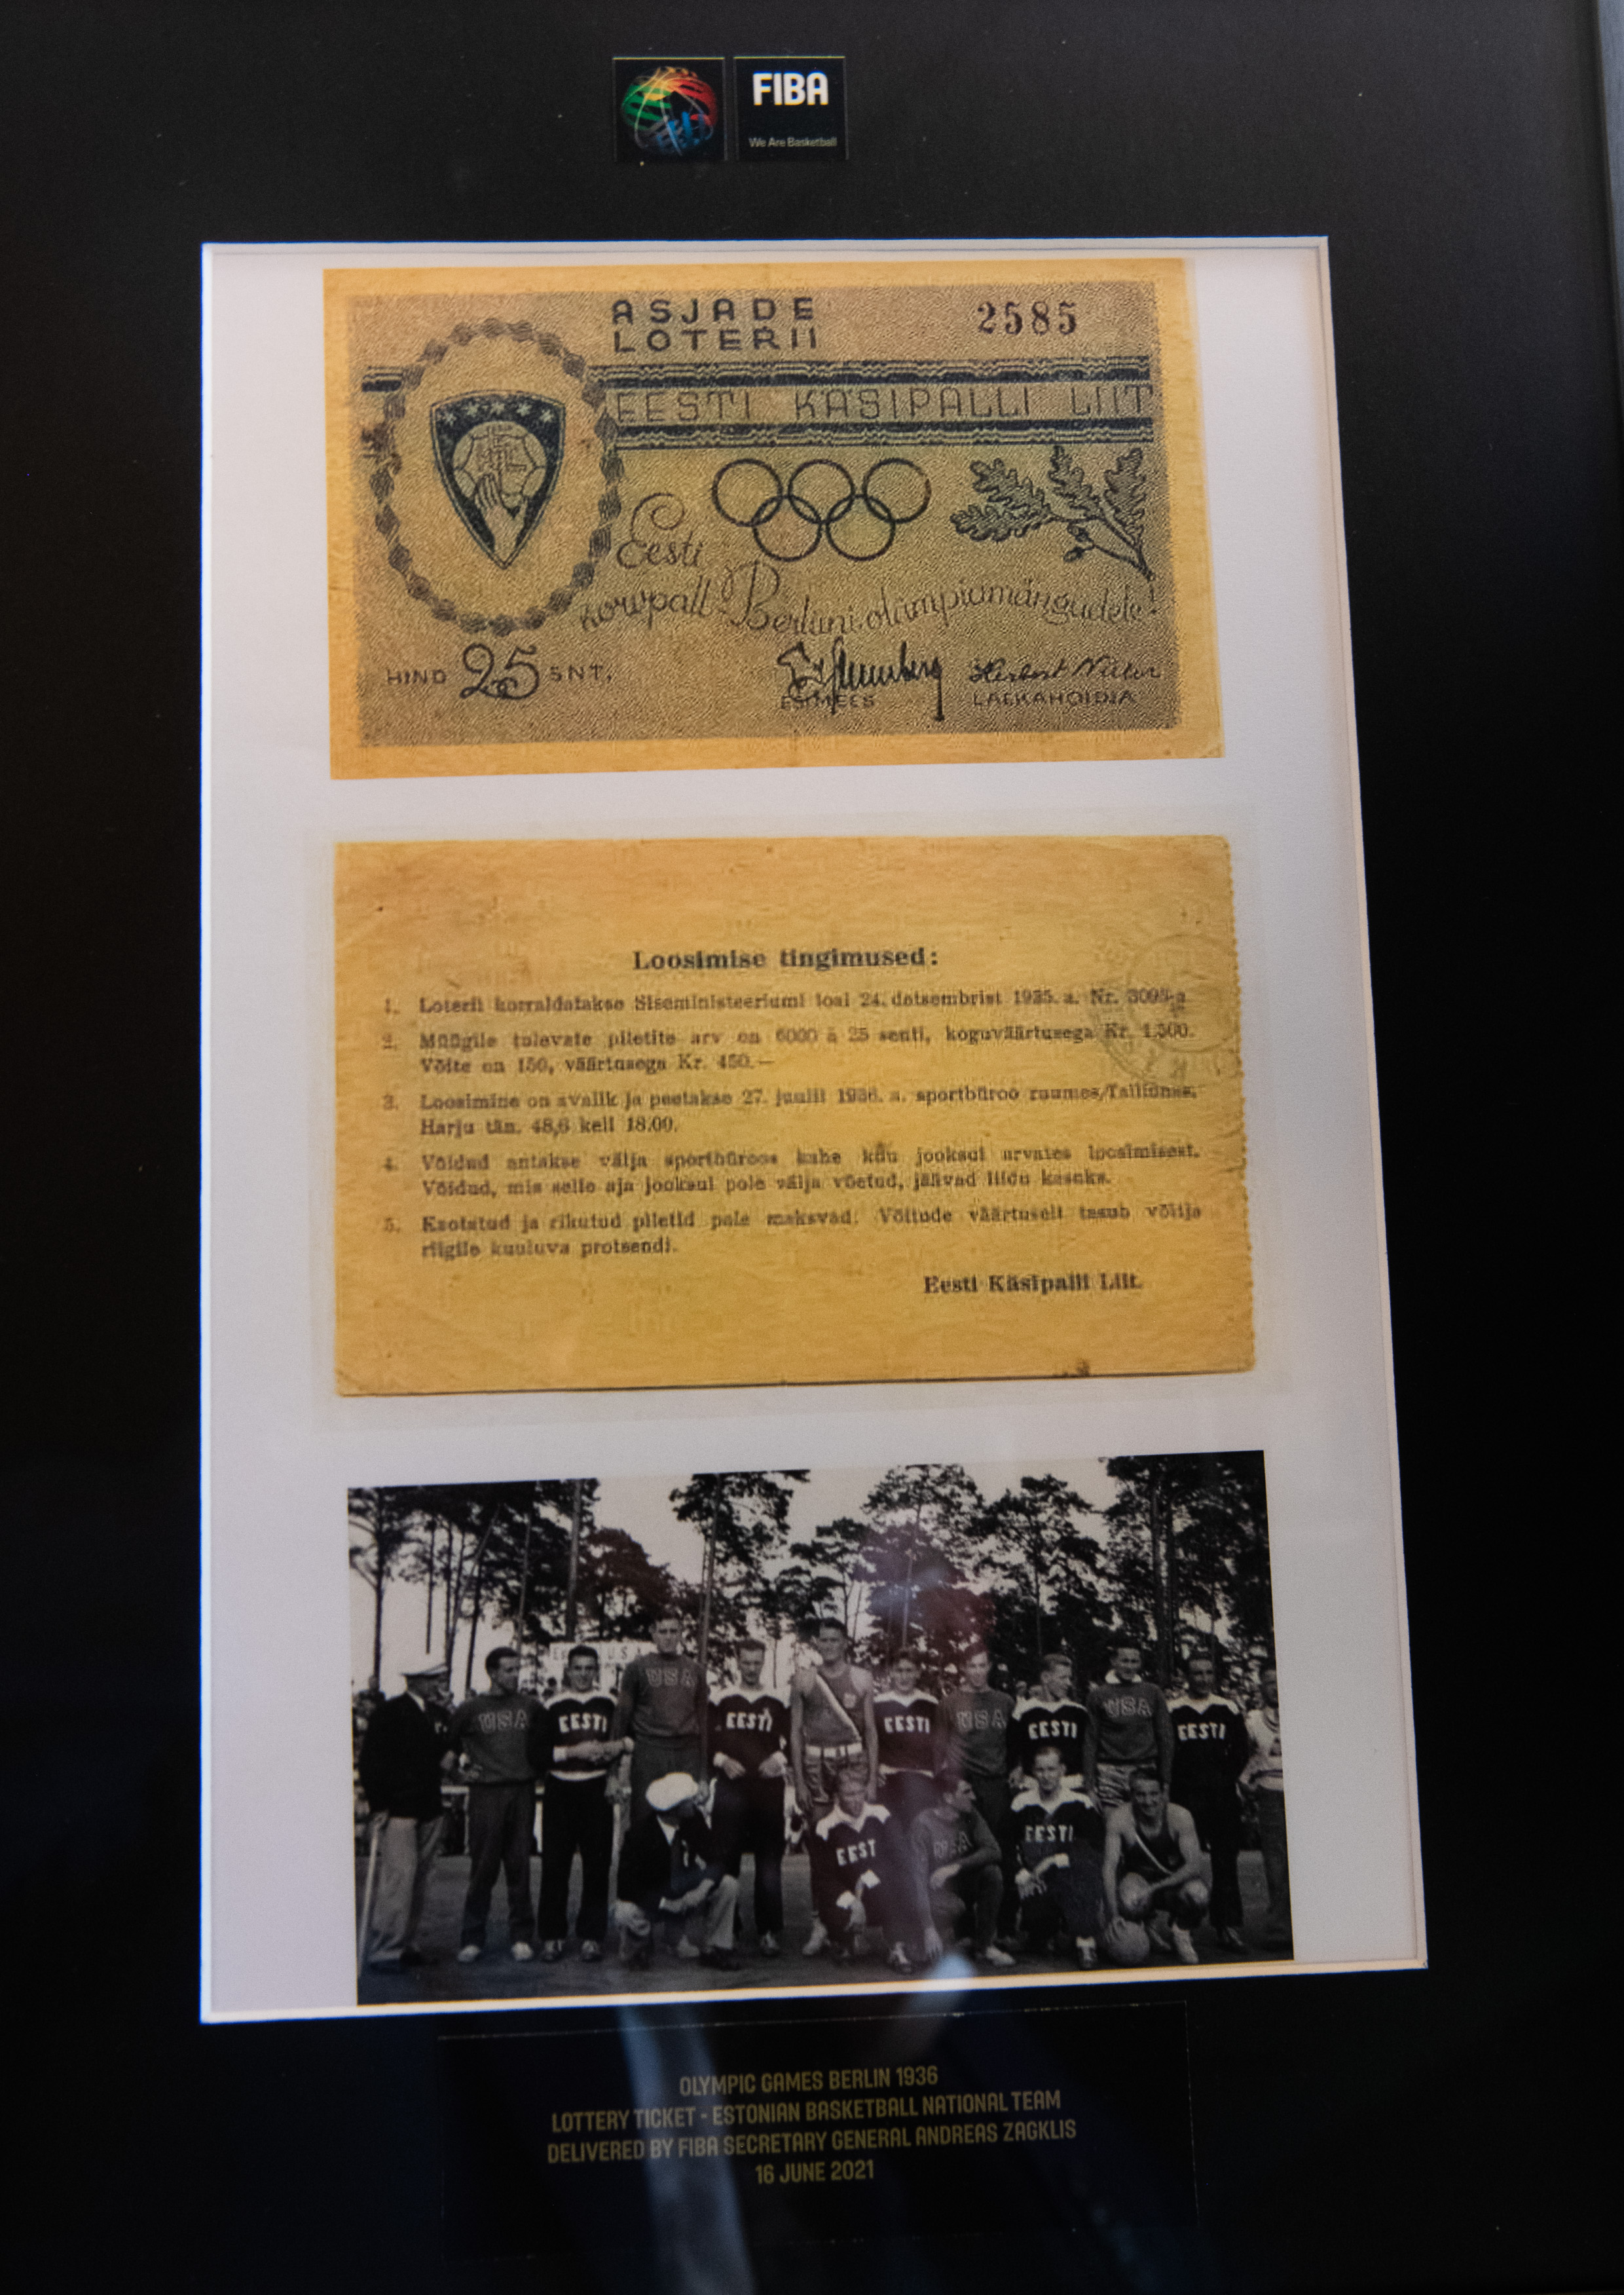 FIBA
We Are Basketball
ASJADE
LOTERII
2585
EESTI KÄSIPALLI LIIT
Eesti
korvpall Berliini olümpiamängudele!
HIND 25 SNT.
ESIMEES
LAEKAHOIDJA
Loosimise tingimused:
1. Loterii korraldatakse Siseministeeriumi loal 24. detsembrist 1935. a. Nr. 3095-a
2. Müügile tulevate piletite arv on 6000 à 25 senti, koguväärtusega Kr. 1.500.
Võite on 150, väärtusega Kr. 450.—
3. Loosimine on avalik ja peetakse 27. juulil 1936. a. sportbüroo ruumes, Tallinnas,
Harju tän. 48,6 kell 18.00.
4. Võidud antakse välja sportbüroos kahe kuu jooksul arvates loosimisest.
Võidud, mis selle aja jooksul pole välja võetud, jäävad liidu kasuks.
5. Kaotatud ja rikutud piletid pole maksvad. Võitude väärtuselt tasub võitja
riigile kuuluva protsendi.
Eesti Käsipalli Liit.
U.S.A
USA EESTI USA EESTI EESTI USA EESTI USA EESTI
EEST USA EESTI
OLYMPIC GAMES BERLIN 1936
LOTTERY TICKET - ESTONIAN BASKETBALL NATIONAL TEAM
DELIVERED BY FIBA SECRETARY GENERAL ANDREAS ZAGKLIS
16 JUNE 2021